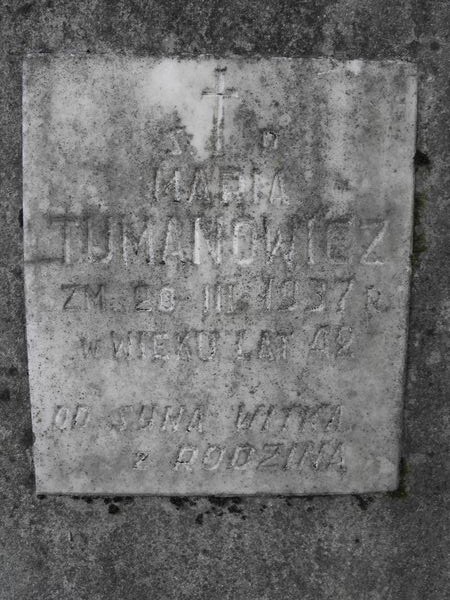 Ś P
MARIA
TUMANOWICZ
ZM. 20 III 1937 R
W WIEKU LAT 42
OD SYNA WITKA
z RODZINĄ